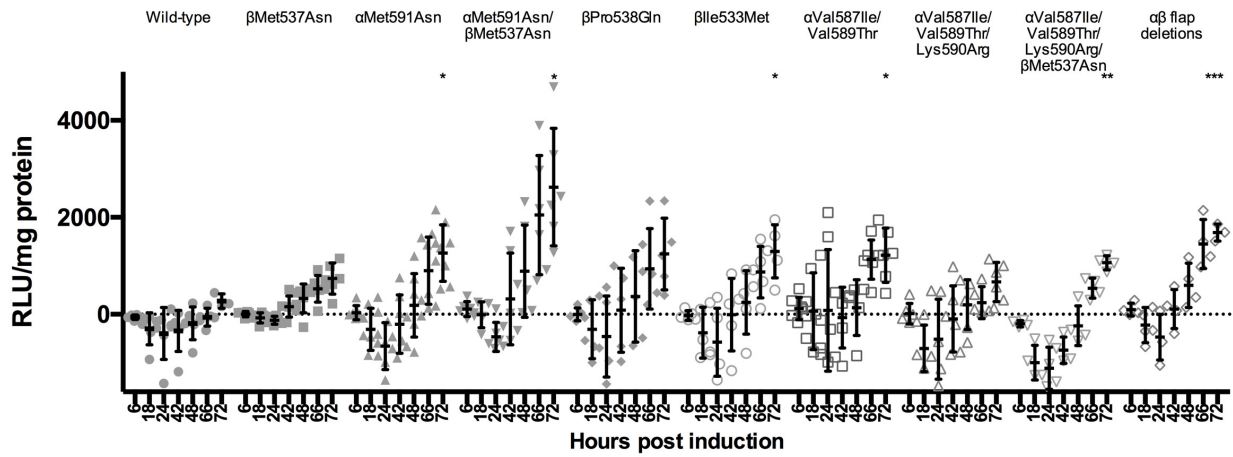 Wild-type
βMet537Asn
αMet591Asn
αMet591Asn/
βMet537Asn
βPro538Gln
βIle533Met
αVal587Ile/
Val589Thr
αVal587Ile/
Val589Thr/
Lys590Arg
αVal587Ile/
Val589Thr/
Lys590Arg/
βMet537Asn
αβ flap
deletions
* * * * ** ***
RLU/mg protein
4000
2000
0
6 18 24 42 48 66 72 6 18 24 42 48 66 72 6 18 24 42 48 66 72 6 18 24 42 48 66 72 6 18 24 42 48 66 72 6 18 24 42 48 66 72 6 18 24 42 48 66 72 6 18 24 42 48 66 72 6 18 24 42 48 66 72 6 18 24 42 48 66 72
Hours post induction